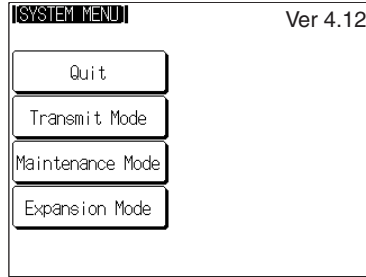 [SYSTEM MENU]
Ver 4.12
Quit
Transmit Mode
Maintenance Mode
Expansion Mode